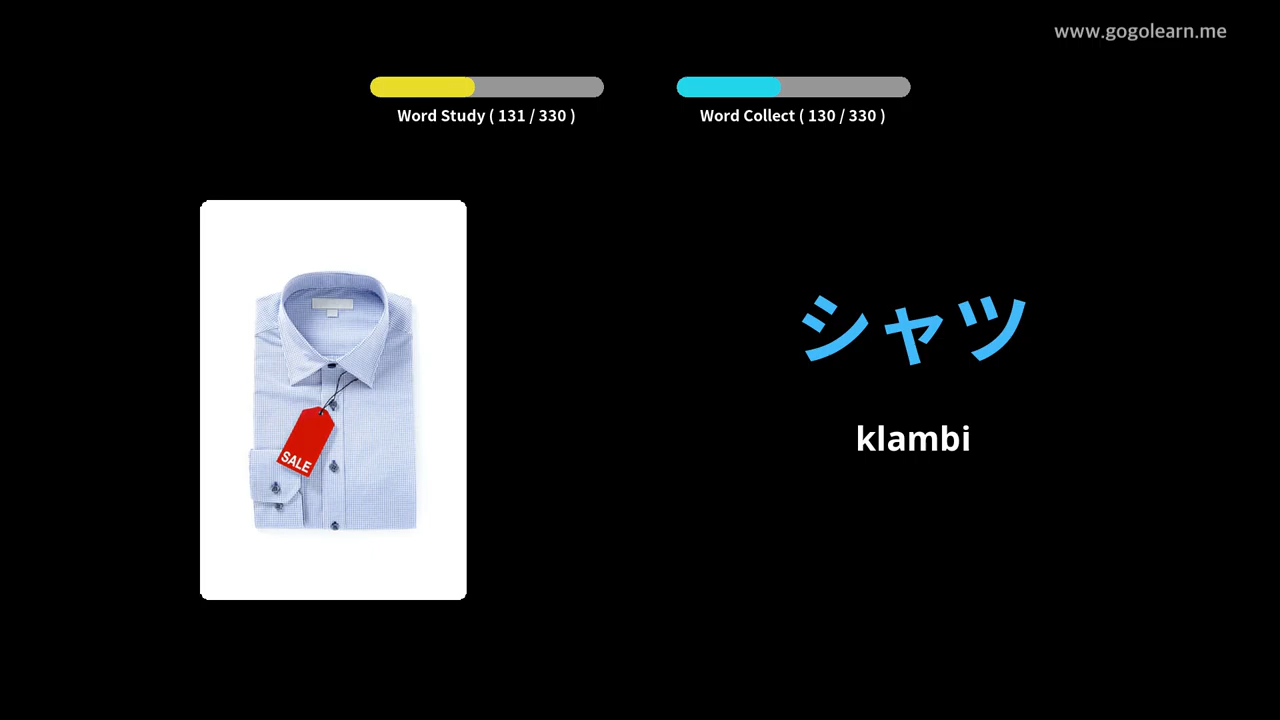 www.gogolearn.me
Word Study ( 131 / 330 )
Word Collect ( 130 / 330 )
シャツ
klambi
SALE